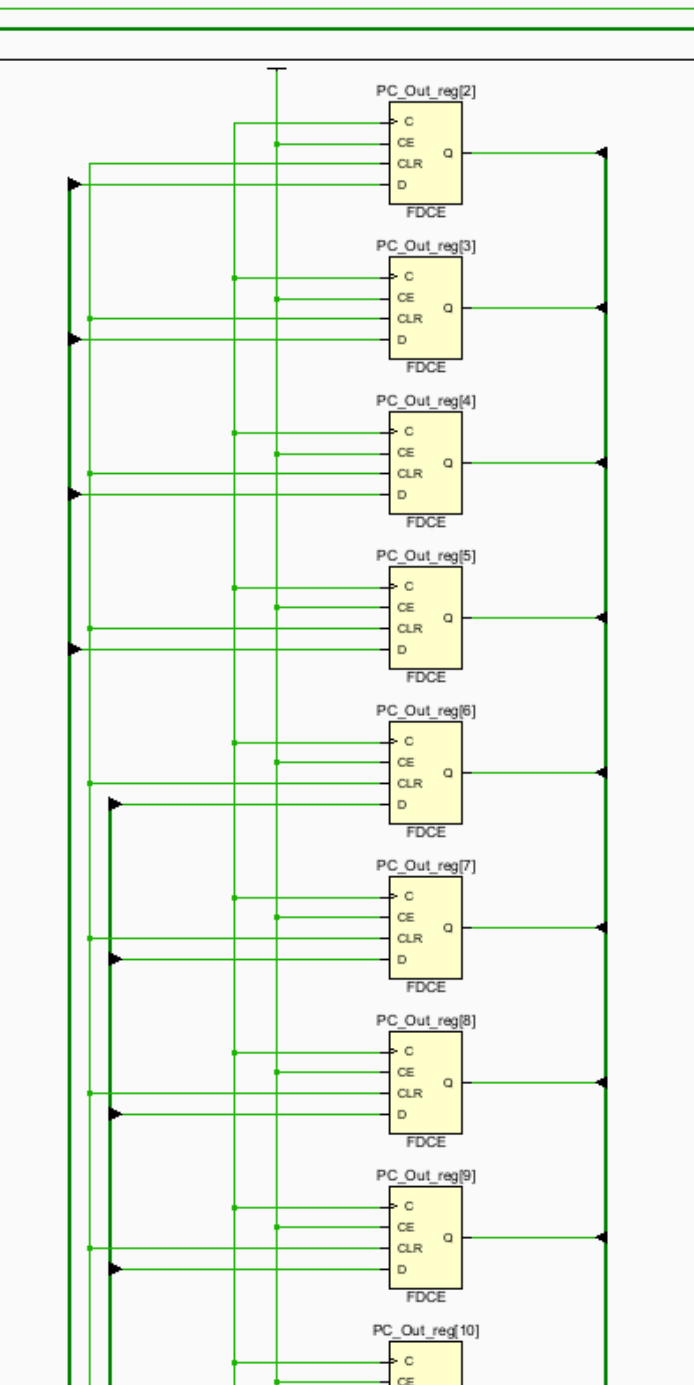 PC_Out_reg[2]
C
CE
CLR
D
Q
FDCE
PC_Out_reg[3]
C
CE
CLR
D
Q
FDCE
PC_Out_reg[4]
C
CE
CLR
D
Q
FDCE
PC_Out_reg[5]
C
CE
CLR
D
Q
FDCE
PC_Out_reg[6]
C
CE
CLR
D
Q
FDCE
PC_Out_reg[7]
C
CE
CLR
D
Q
FDCE
PC_Out_reg[8]
C
CE
CLR
D
Q
FDCE
PC_Out_reg[9]
C
CE
CLR
D
Q
FDCE
PC_Out_reg[10]
C
CE